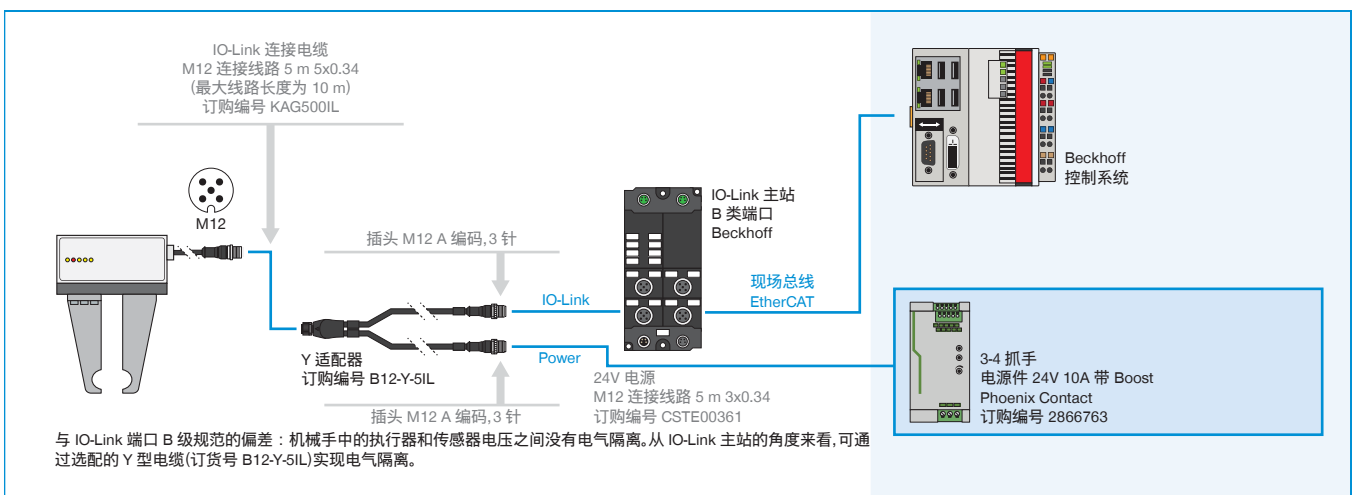 IO-Link 连接电缆
M12 连接线路 5 m 5x0.34
(最大线路长度为 10 m)
订购编号 KAG500IL
M12
插头 M12 A 编码,3 针
IO-Link 主站
B 类端口
Beckhoff
Beckhoff
控制系统
现场总线
EtherCAT
IO-Link
Y 适配器
订购编号 B12-Y-5IL
Power
24V 电源
M12 连接线路 5 m 3x0.34
订购编号 CSTE00361
插头 M12 A 编码,3 针
3-4 抓手
电源件 24V 10A 带 Boost
Phoenix Contact
订购编号 2866763
与 IO-Link 端口 B 级规范的偏差：机械手中的执行器和传感器电压之间没有电气隔离。从 IO-Link 主站的角度来看,可通
过选配的 Y 型电缆(订货号 B12-Y-5IL)实现电气隔离。